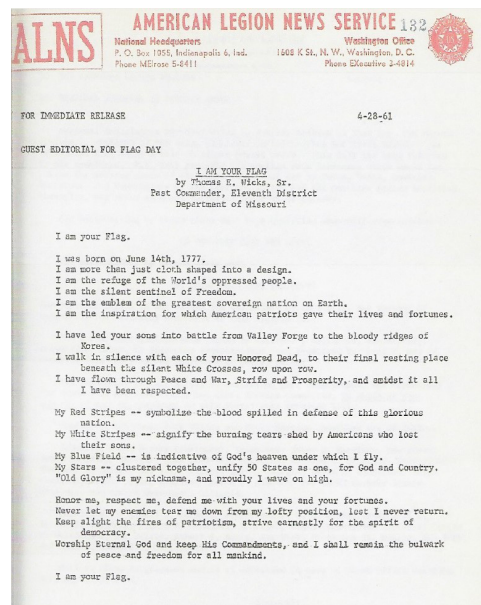 ALNS
AMERICAN LEGION NEWS SERVICE 132
National Headquarters
P. O. Box 1055, Indianapolis 6, Ind.
Phone MElrose 5-8411
Washington Office
1608 K St., N. W., Washington, D. C.
Phone EXecutive 3-4814
FOR IMMEDIATE RELEASE
4-28-61
GUEST EDITORIAL FOR FLAG DAY
I AM YOUR FLAG
by Thomas E. Wicks, Sr.
Past Commander, Eleventh District
Department of Missouri
I am your Flag.
I was born on June 14th, 1777.
I am more than just cloth shaped into a design.
I am the refuge of the World's oppressed people.
I am the silent sentinel of Freedom.
I am the emblem of the greatest sovereign nation on Earth.
I am the inspiration for which American patriots gave their lives and fortunes.
I have led your sons into battle from Valley Forge to the bloody ridges of
Korea.
I walk in silence with each of your Honored Dead, to their final resting place
beneath the silent White Crosses, row upon row.
I have flown through Peace and War, Strife and Prosperity, and amidst it all
I have been respected.
My Red Stripes -- symbolize the blood spilled in defense of this glorious
nation.
My White Stripes -- signify the burning tears shed by Americans who lost
their sons.
My Blue Field -- is indicative of God's heaven under which I fly.
My Stars -- clustered together, unify 50 States as one, for God and Country.
"Old Glory" is my nickname, and proudly I wave on high.
Honor me, respect me, defend me with your lives and your fortunes.
Never let my enemies tear me down from my lofty position, lest I never return.
Keep alight the fires of patriotism, strive earnestly for the spirit of
democracy.
Worship Eternal God and keep His Commandments, and I shall remain the bulwark
of peace and freedom for all mankind.
I am your Flag.